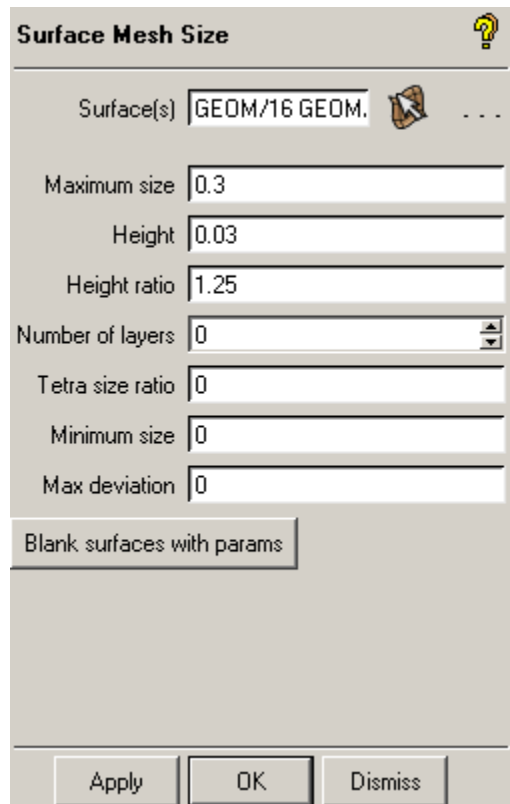 Surface Mesh Size
Surface(s) GEOM/16 GEOM. ...
Maximum size 0.3
Height 0.03
Height ratio 1.25
Number of layers 0
Tetra size ratio 0
Minimum size 0
Max deviation 0
Blank surfaces with params
Apply OK Dismiss